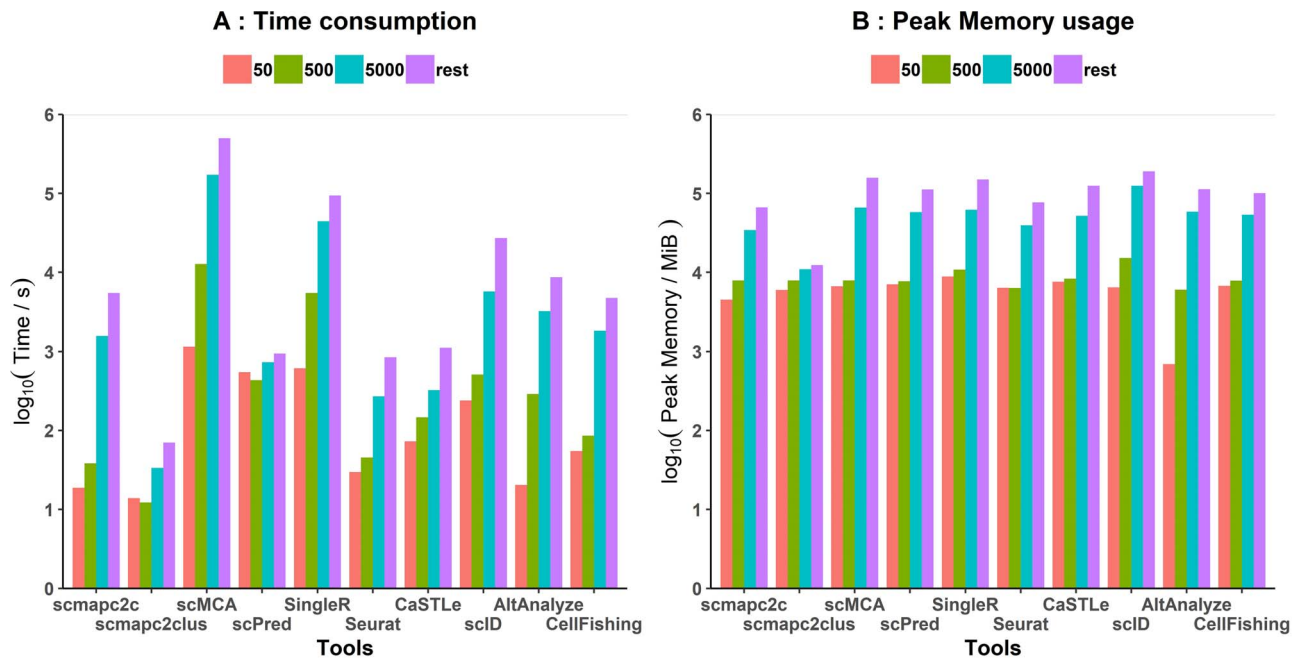 A : Time consumption
50 500 5000 rest
6
5
4
3
2
1
0
log10( Time / s)
scmapc2c scMCA SingleR CaSTLe AltAnalyze
scmapc2clus scPred Seurat scID CellFishing
Tools
B : Peak Memory usage
50 500 5000 rest
6
5
4
3
2
1
0
log10( Peak Memory / MiB)
scmapc2c scMCA SingleR CaSTLe AltAnalyze
scmapc2clus scPred Seurat scID CellFishing
Tools